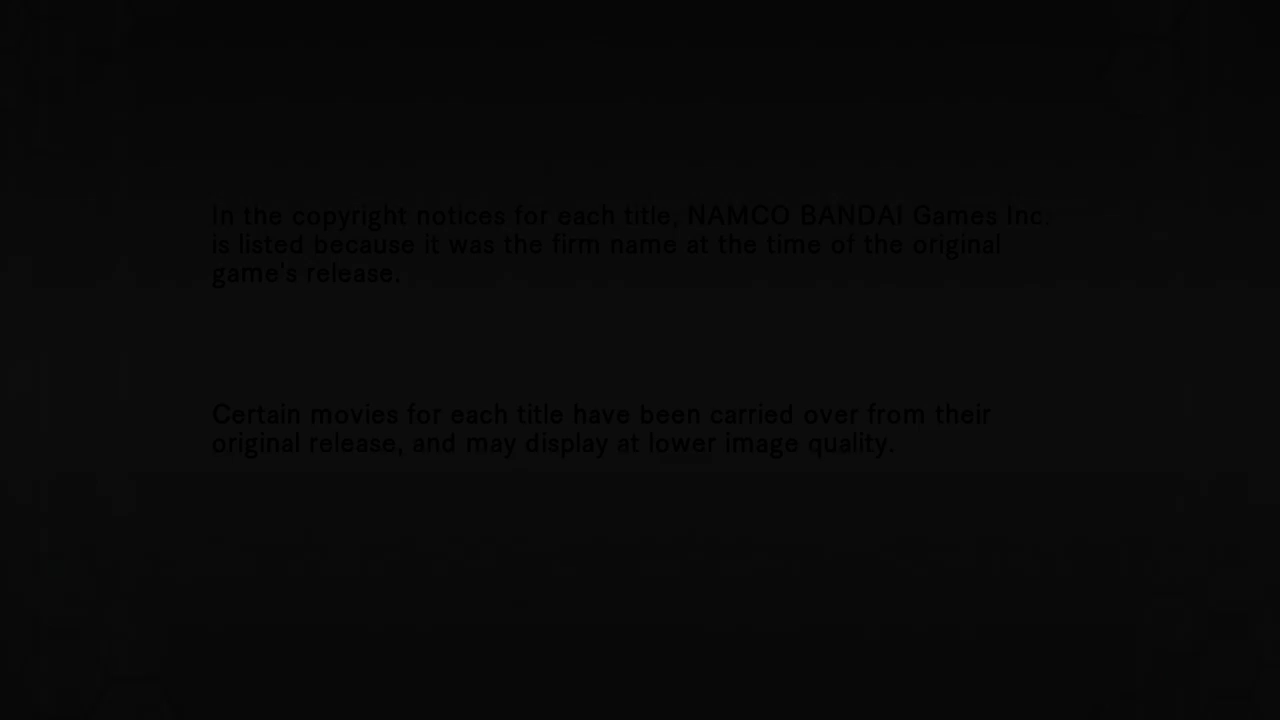 In the copyright notices for each title, NAMCO BANDAI Games Inc.
is listed because it was the firm name at the time of the original
game's release.
Certain movies for each title have been carried over from their
original release, and may display at lower image quality.